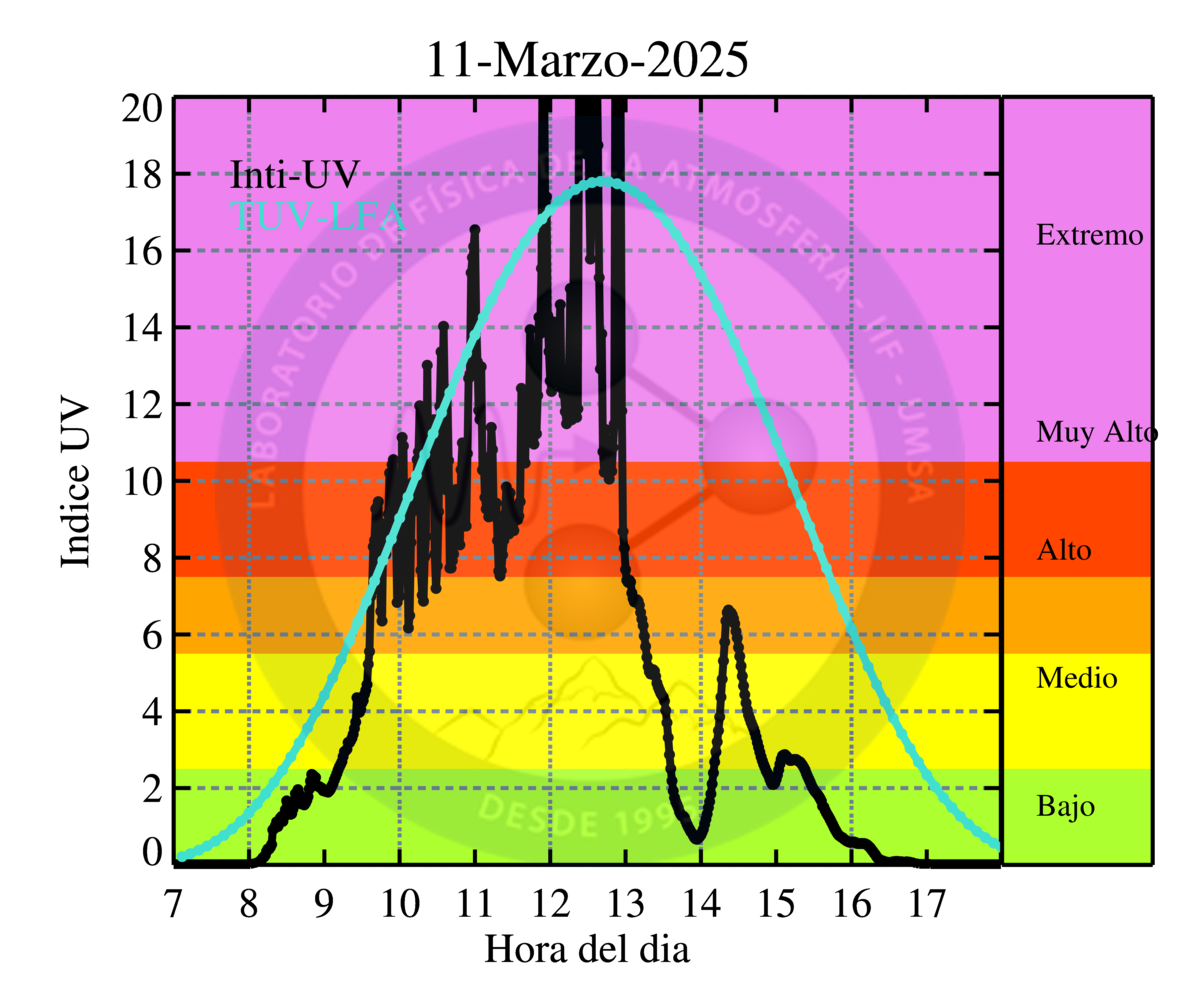 11-Marzo-2025
20
18
16
14
12
10
8
6
4
2
0
Indice UV
Inti-UV
TUV-LFA
LABORATORIO DE FÍSICA DE LA ATMÓSFERA - IIF - UMSA
DESDE 1995
Extremo
Muy Alto
Alto
Medio
Bajo
7 8 9 10 11 12 13 14 15 16 17
Hora del dia